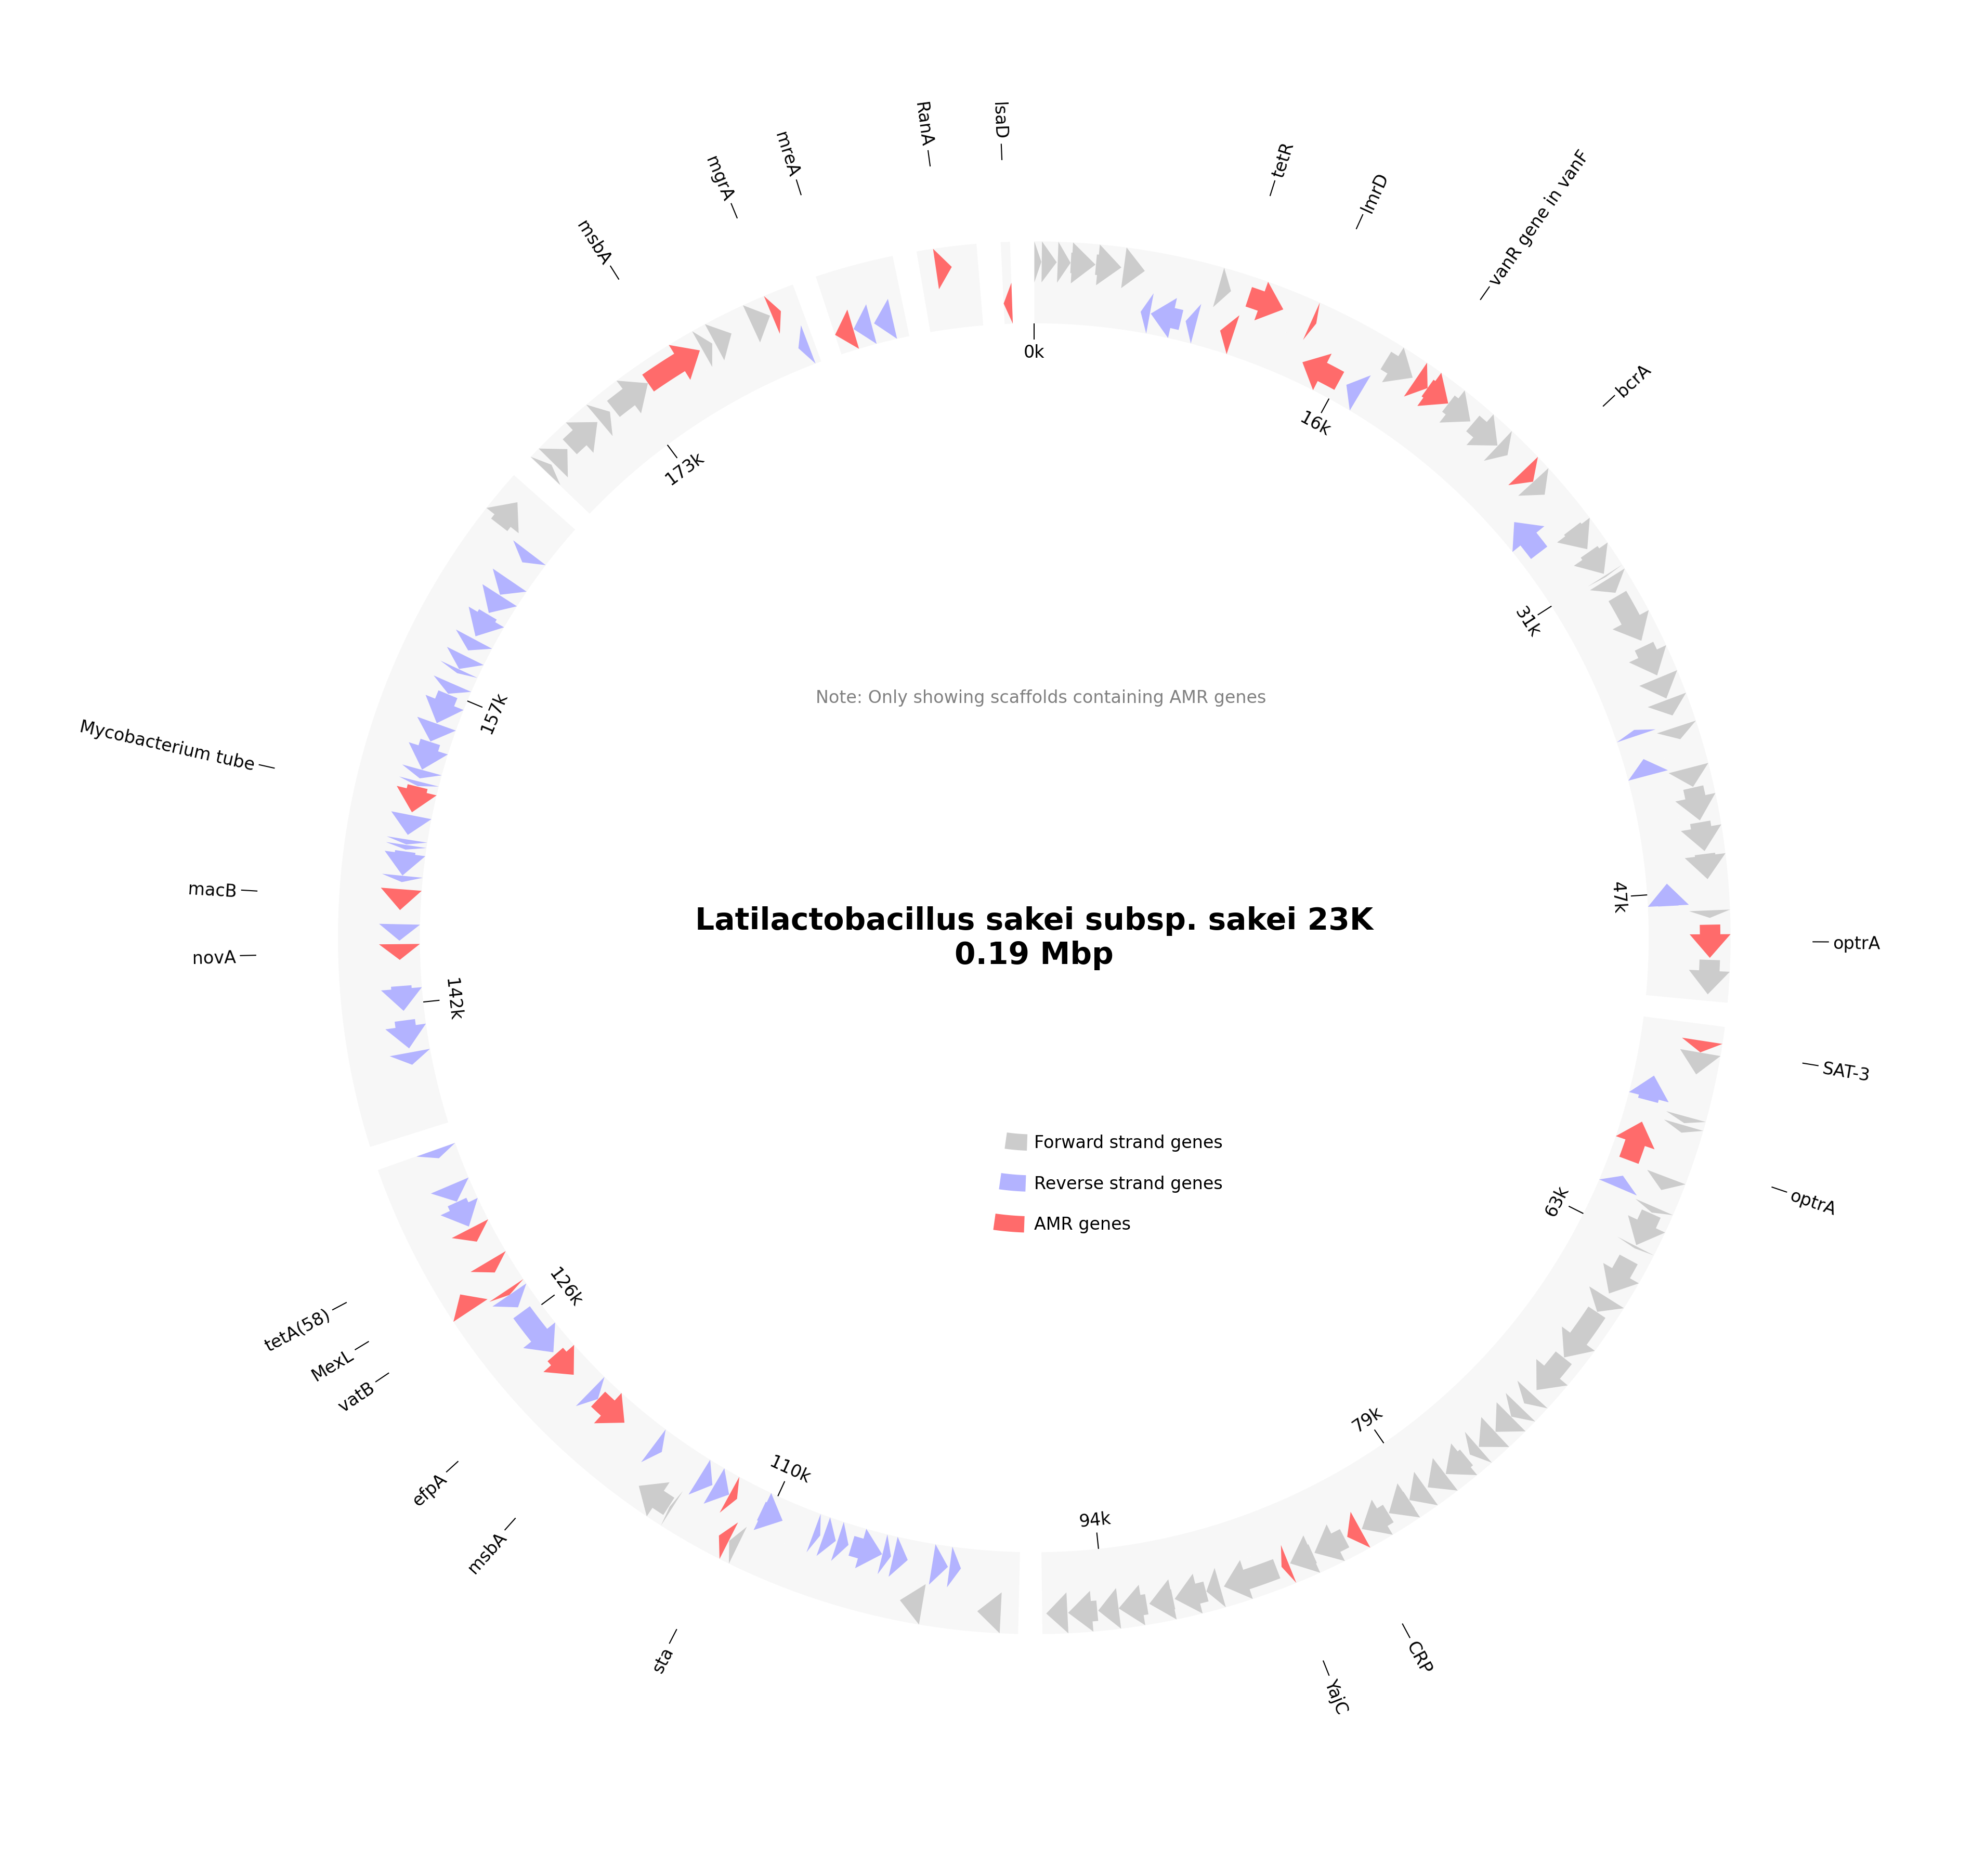 lsaD
RanA
mreA
mgrA
msbA
tetR
lmrD
vanR gene in vanF
bcrA
0k
16k
31k
47k
173k
157k
142k
Note: Only showing scaffolds containing AMR genes
Mycobacterium tube
macB
novA
Latilactobacillus sakei subsp. sakei 23K
0.19 Mbp
optrA
SAT-3
optrA
Forward strand genes
Reverse strand genes
AMR genes
63k
79k
94k
110k
126k
tetA(58)
MexL
vatB
efpA
msbA
sta
CRP
YajC